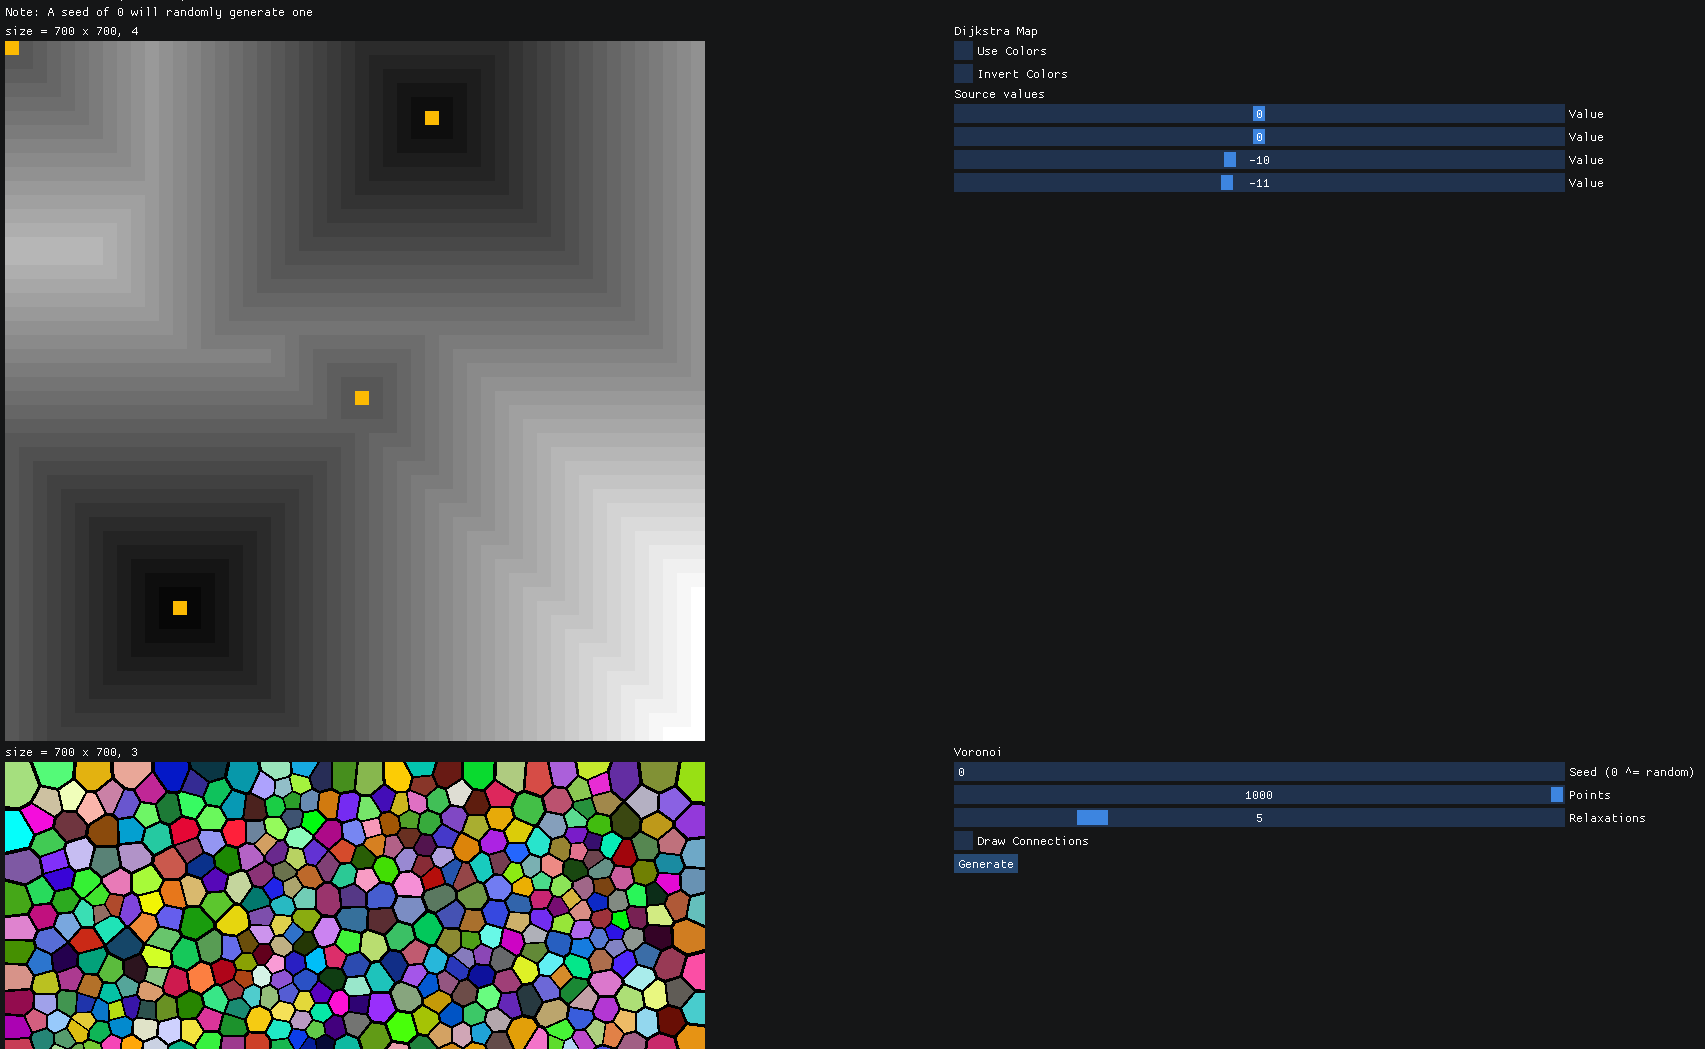 Note: A seed of 0 will randomly generate one
size = 700 x 700, 4
Dijkstra Map
Use Colors
Invert Colors
Source values
0 Value
0 Value
-10 Value
-11 Value
size = 700 x 700, 3
Voronoi
0 Seed (0 ^= random)
1000 Points
5 Relaxations
Draw Connections
Generate